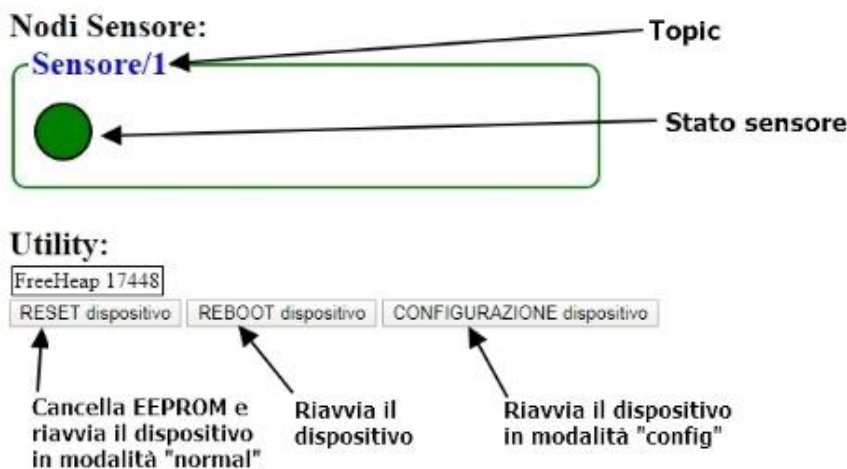 Nodi Sensore:
Topic
Sensore/1
Stato sensore
Utility:
FreeHeap 17448
RESET dispositivo
REBOOT dispositivo
CONFIGURAZIONE dispositivo
Cancella EEPROM e
riavvia il dispositivo
in modalità "normal"
Riavvia il
dispositivo
Riavvia il dispositivo
in modalità "config"